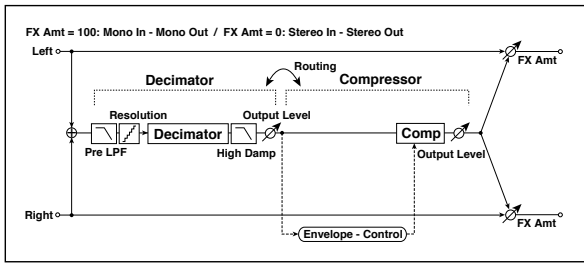 FX Amt = 100: Mono In - Mono Out / FX Amt = 0: Stereo In - Stereo Out
Left
FX Amt
Routing
Decimator
Compressor
Resolution
Output Level
Decimator
Comp
Pre LPF
High Damp
Output Level
Right
FX Amt
Envelope - Control